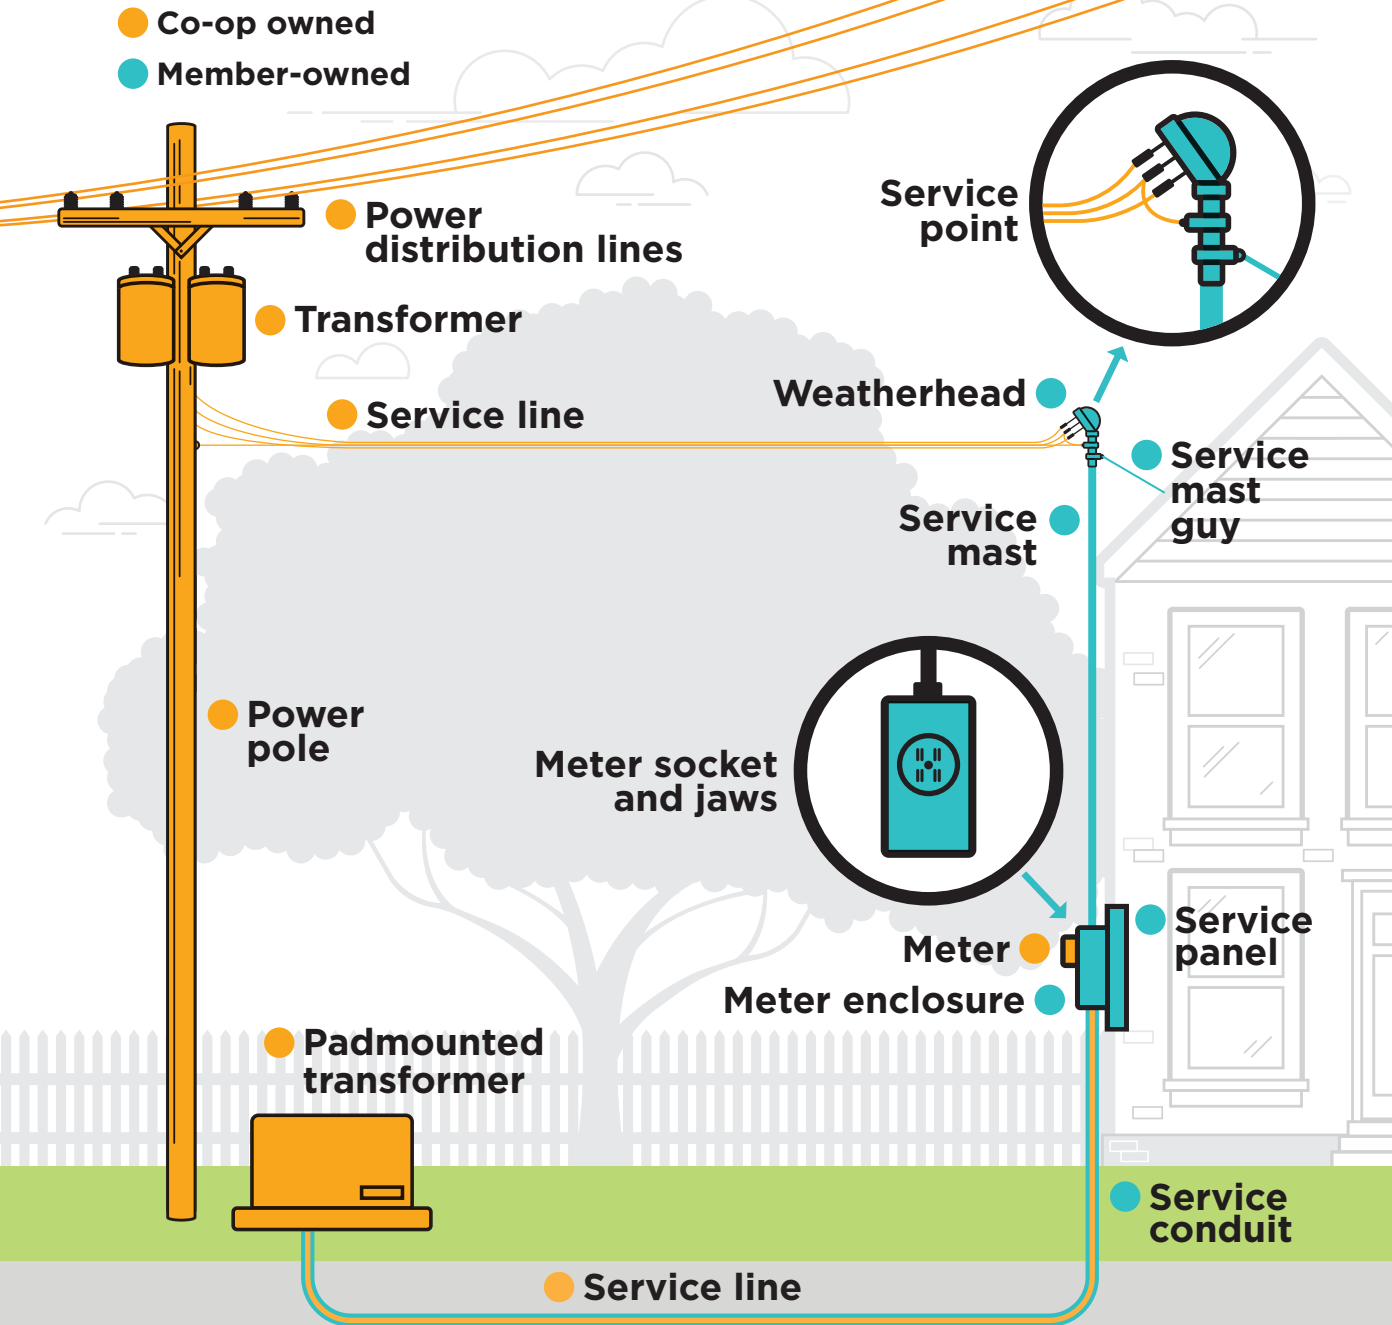 Co-op owned
Member-owned
Service
point
Power
distribution lines
Transformer
Weatherhead
Service line
Service
mast
guy
Service
mast
Power
pole
Meter socket
and jaws
Service
panel
Meter
Meter enclosure
Padmounted
transformer
Service
conduit
Service line